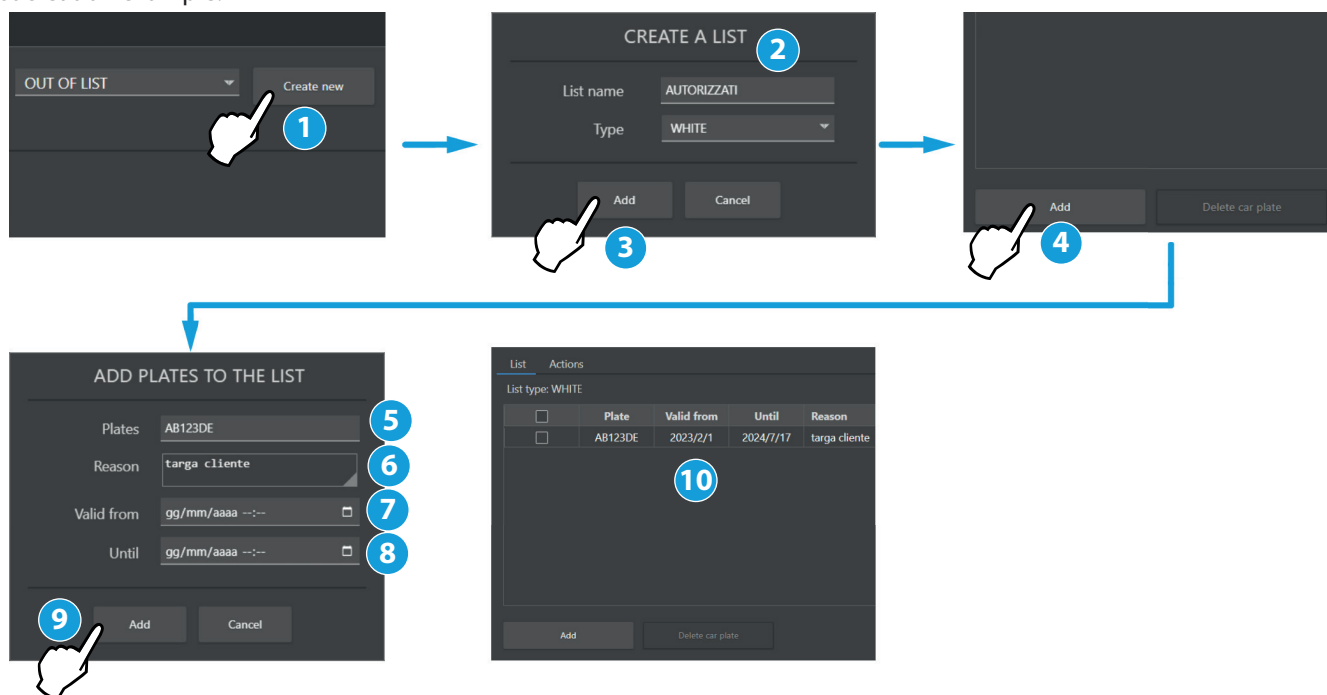 OUT OF LIST
Create new
1
CREATE A LIST
2
List name AUTORIZZATI
Type WHITE
Add Cancel
3
Add Delete car plate
4
ADD PLATES TO THE LIST
Plates AB123DE 5
Reason targa cliente 6
Valid from gg/mm/aaaa --:-- 7
Until gg/mm/aaaa --:-- 8
9 Add Cancel
List Actions
List type: WHITE
Plate Valid from Until Reason
AB123DE 2023/2/1 2024/7/17 targa cliente
10
Add Delete car plate